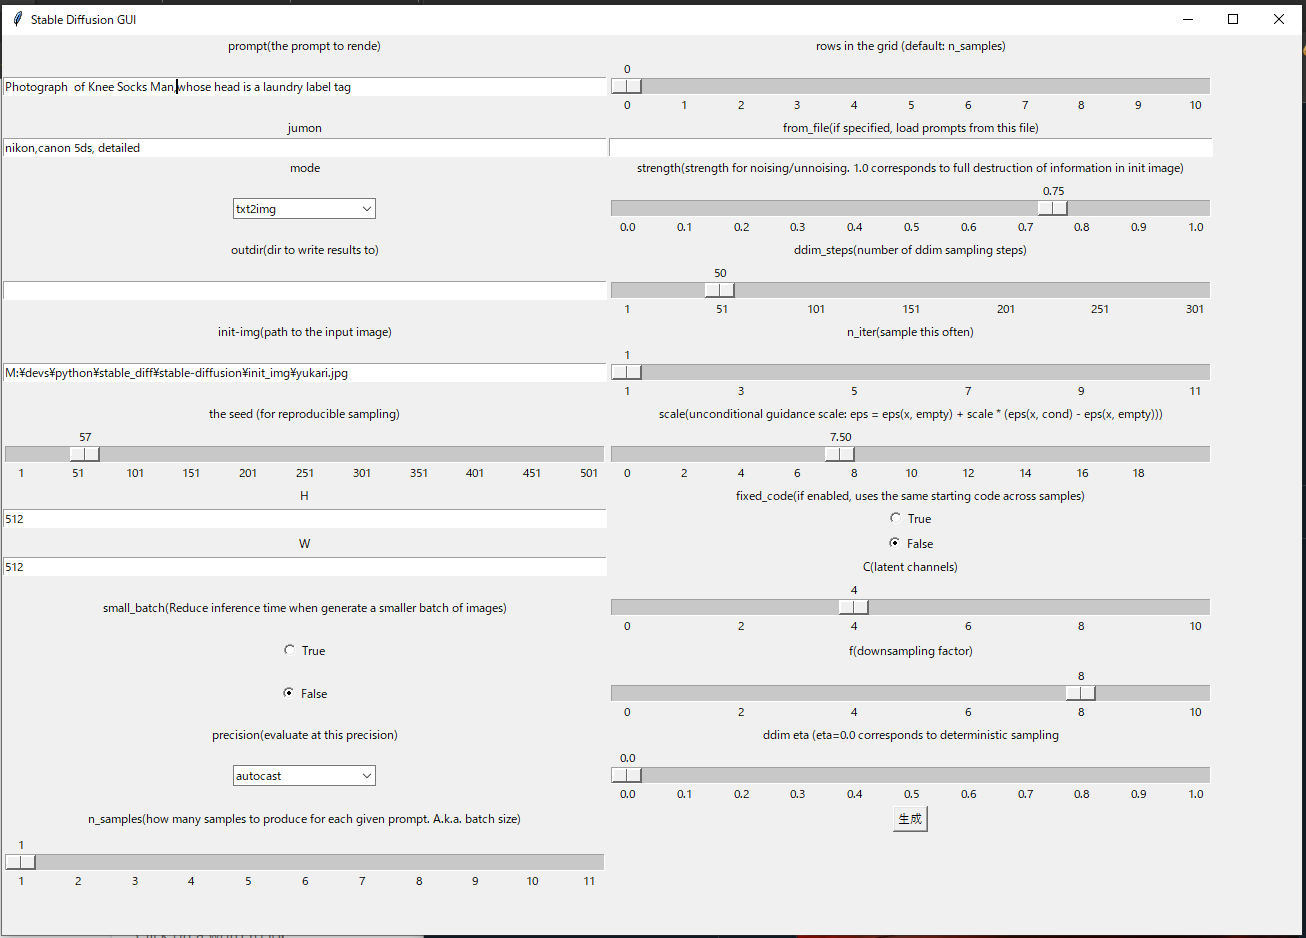 Stable Diffusion GUI
prompt(the prompt to rende)
Photograph  of Knee Socks Man,whose head is a laundry label tag
jumon
nikon,canon 5ds, detailed
mode
txt2img
outdir(dir to write results to)
init-img(path to the input image)
M:¥devs¥python¥stable_diff¥stable-diffusion¥init_img¥yukari.jpg
the seed (for reproducible sampling)
57
1 51 101 151 201 251 301 351 401 451 501
H
512
W
512
small_batch(Reduce inference time when generate a smaller batch of images)
True
False
precision(evaluate at this precision)
autocast
n_samples(how many samples to produce for each given prompt. A.k.a. batch size)
1
1 2 3 4 5 6 7 8 9 10 11
rows in the grid (default: n_samples)
0
0 1 2 3 4 5 6 7 8 9 10
from_file(if specified, load prompts from this file)
strength(strength for noising/unnoising. 1.0 corresponds to full destruction of information in init image)
0.75
0.0 0.1 0.2 0.3 0.4 0.5 0.6 0.7 0.8 0.9 1.0
ddim_steps(number of ddim sampling steps)
50
1 51 101 151 201 251 301
n_iter(sample this often)
1
1 3 5 7 9 11
scale(unconditional guidance scale: eps = eps(x, empty) + scale * (eps(x, cond) - eps(x, empty)))
7.50
0 2 4 6 8 10 12 14 16 18
fixed_code(if enabled, uses the same starting code across samples)
True
False
C(latent channels)
4
0 2 4 6 8 10
f(downsampling factor)
8
0 2 4 6 8 10
ddim eta (eta=0.0 corresponds to deterministic sampling
0.0
0.0 0.1 0.2 0.3 0.4 0.5 0.6 0.7 0.8 0.9 1.0
生成